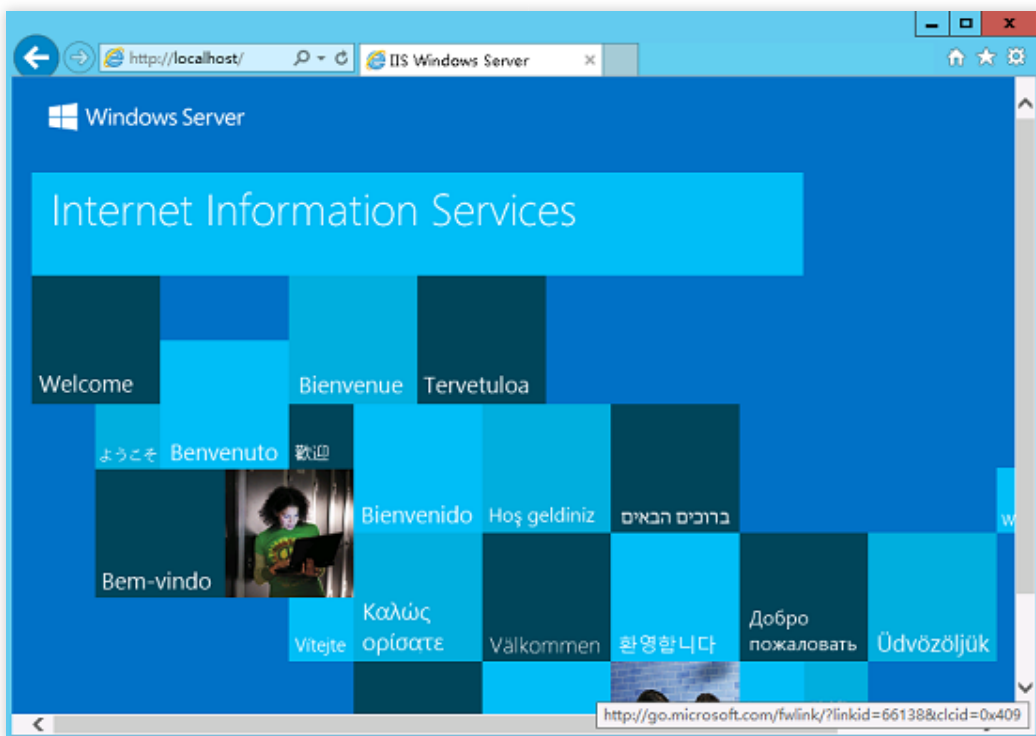 http://localhost/
IIS Windows Server
Windows Server
Internet Information Services
Welcome
Bienvenue
Tervetuloa
ようこそ
Benvenuto
歡迎
Bienvenido
Hoş geldiniz
ברוכים הבאים
Bem-vindo
Vítejte
Καλώς
ορίσατε
Välkommen
환영합니다
Добро
пожаловать
Üdvözöljük
http://go.microsoft.com/fwlink/?linkid=66138&clcid=0x409